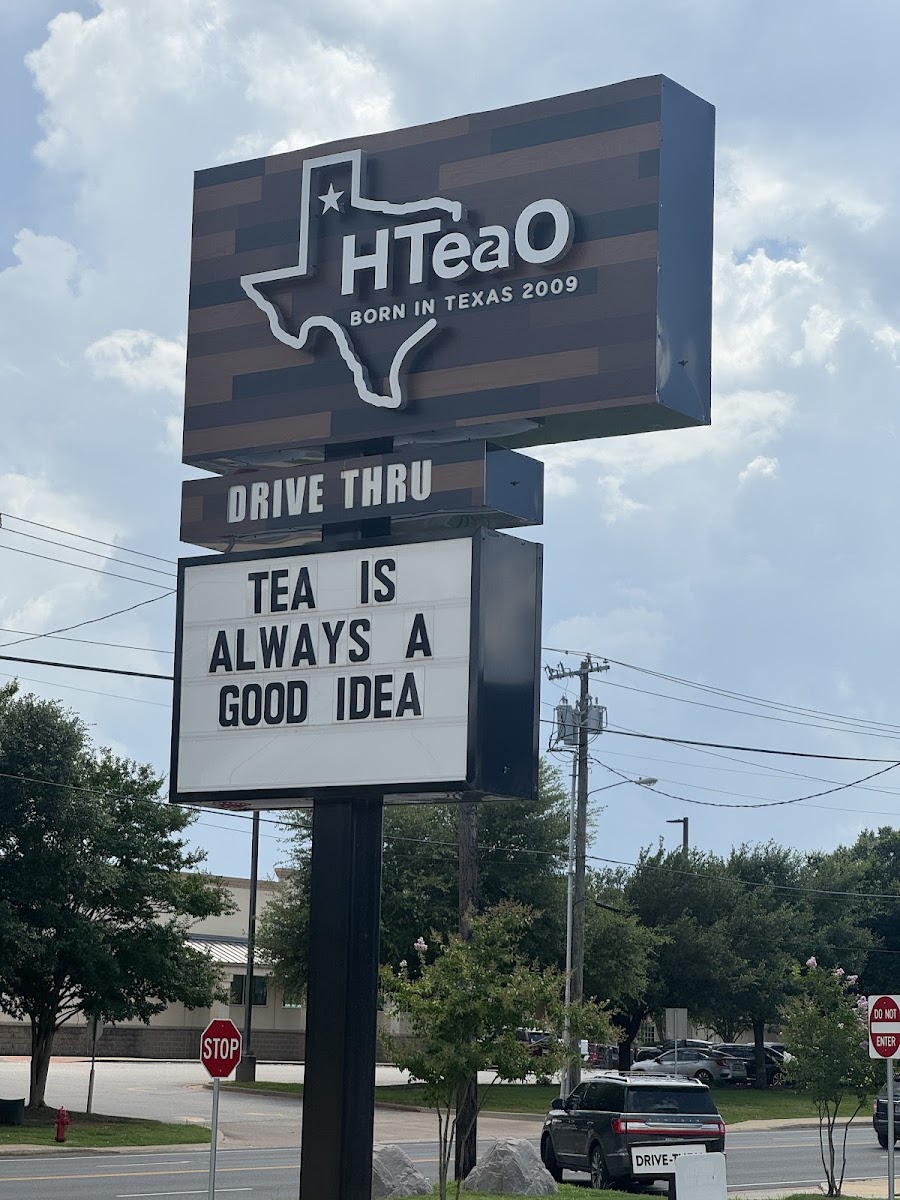 HTeaO
BORN IN TEXAS 2009
DRIVE THRU
TEA IS
ALWAYS A
GOOD IDEA
STOP
DO NOT
ENTER